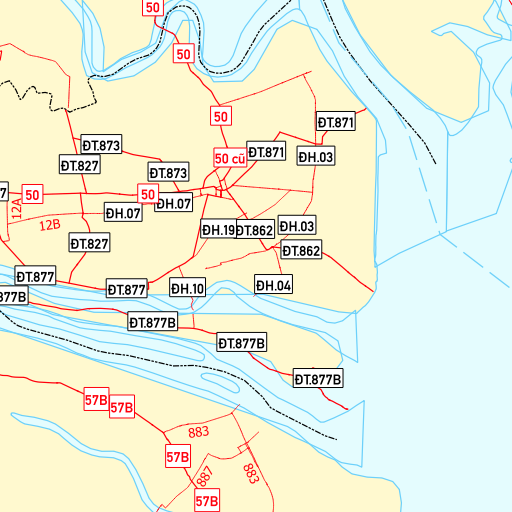 50
50
50
ĐT.871
ĐT.873
ĐT.871
50 cũ
ĐH.03
ĐT.827
ĐT.873
7
50
50
12A
ĐH.07
ĐH.07
12B
ĐH.19
ĐT.862
ĐH.03
ĐT.827
ĐT.862
ĐT.877
ĐT.877
ĐH.10
ĐH.04
877B
ĐT.877B
ĐT.877B
ĐT.877B
57B
57B
883
57B
887
883
57B